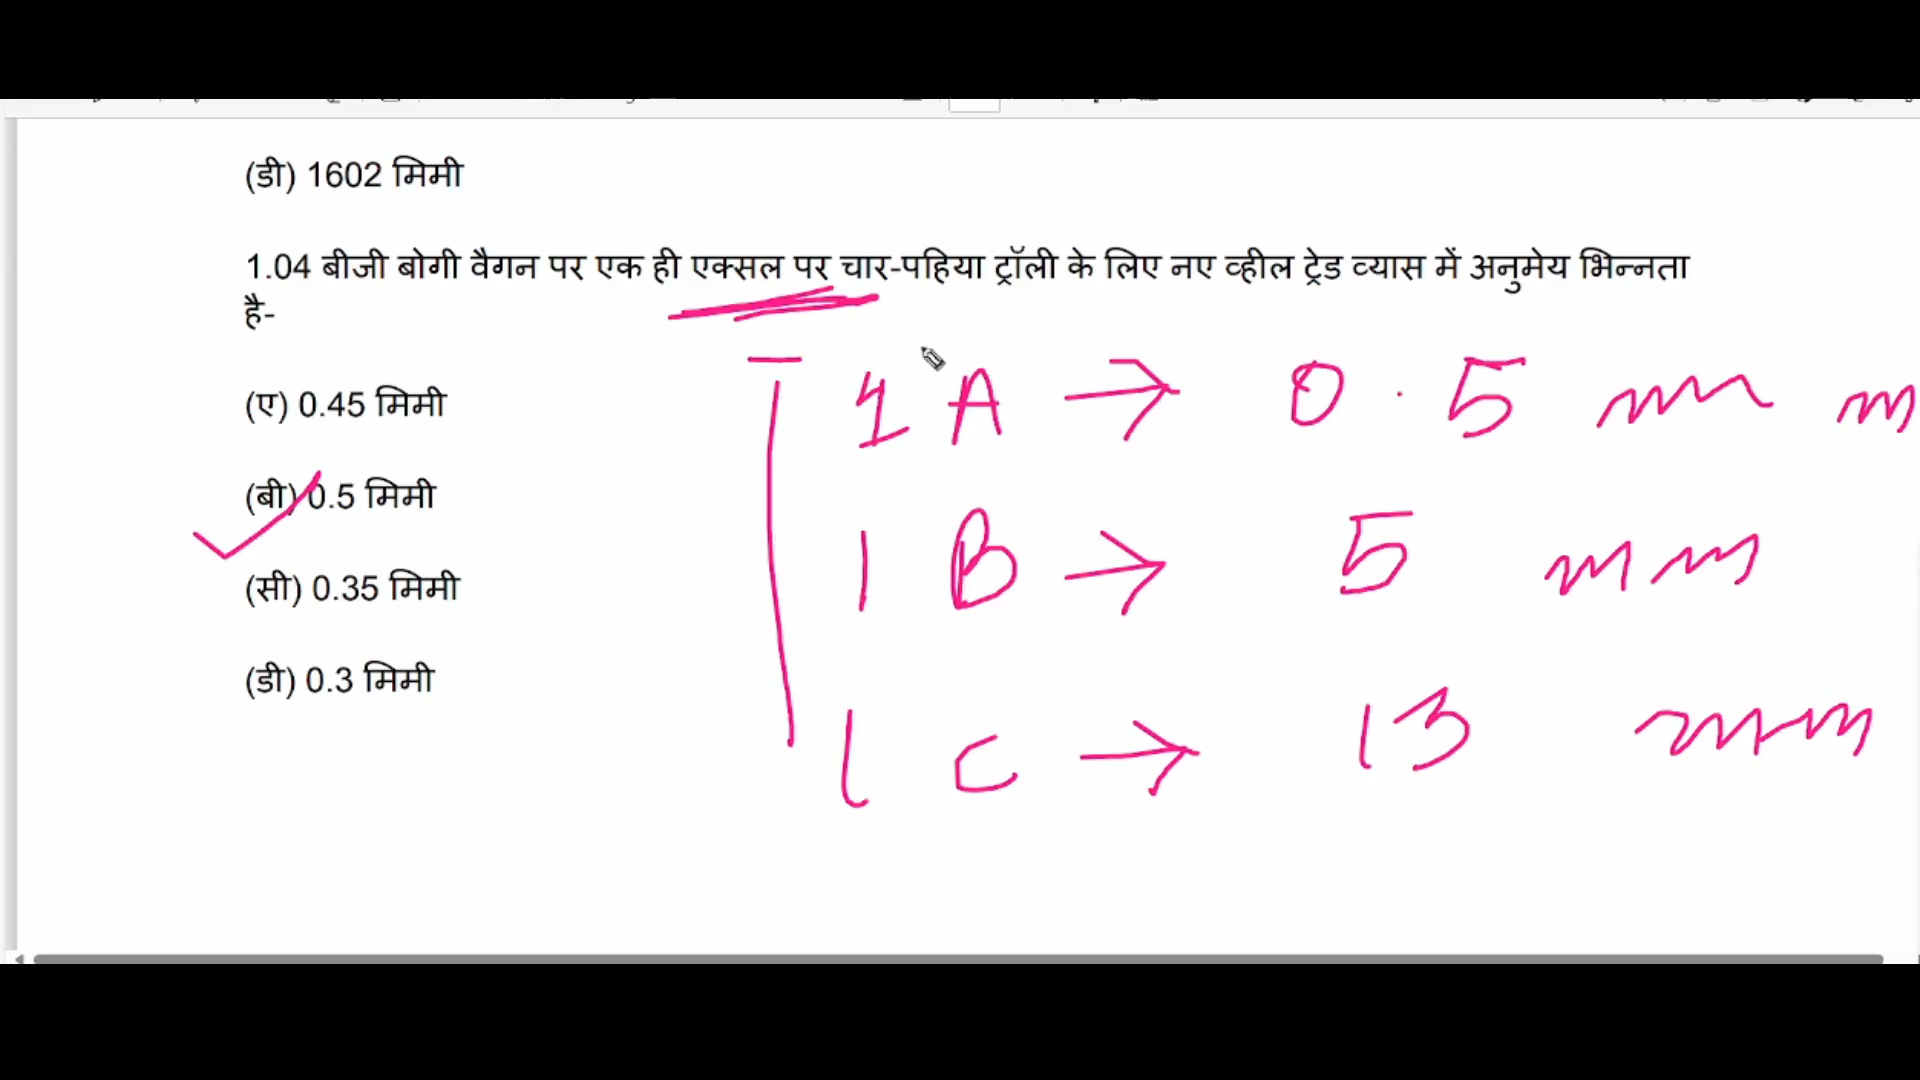 (डी) 1602 मिमी
1.04 बीजी बोगी वैगन पर एक ही एक्सल पर चार-पहिया ट्रॉली के लिए नए व्हील ट्रेड व्यास में अनुमेय भिन्नता
है-
(ए) 0.45 मिमी
1 A → 0.5 mm m
(बी) 0.5 मिमी
1 B → 5 mm
(सी) 0.35 मिमी
(डी) 0.3 मिमी
1 C → 13 mm